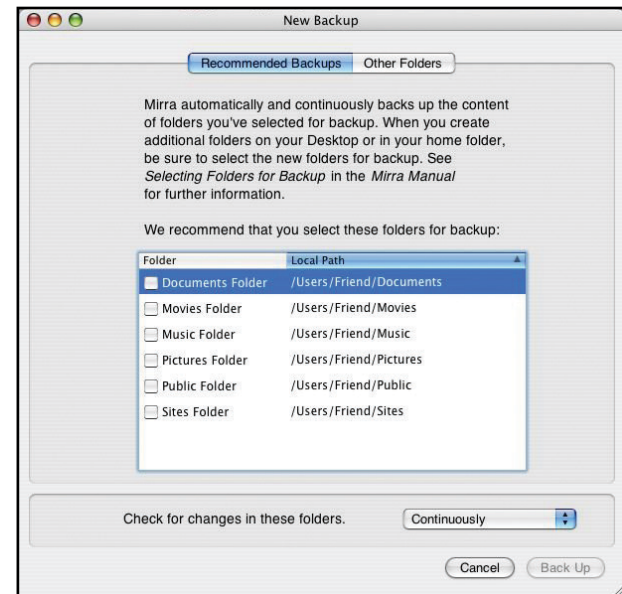 New Backup
Recommended Backups Other Folders
Mirra automatically and continuously backs up the content
of folders you've selected for backup. When you create
additional folders on your Desktop or in your home folder,
be sure to select the new folders for backup. See
Selecting Folders for Backup in the Mirra Manual
for further information.
We recommend that you select these folders for backup:
Folder Local Path
Documents Folder /Users/Friend/Documents
Movies Folder /Users/Friend/Movies
Music Folder /Users/Friend/Music
Pictures Folder /Users/Friend/Pictures
Public Folder /Users/Friend/Public
Sites Folder /Users/Friend/Sites
Check for changes in these folders. Continuously
Cancel Back Up